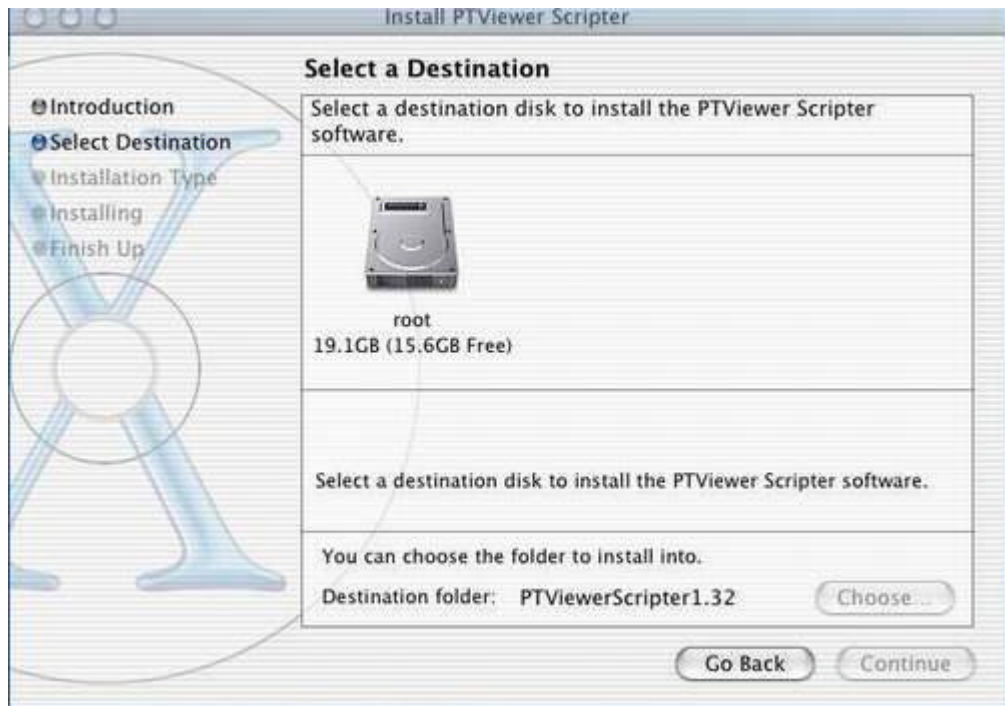 Install PTViewer Scripter
Select a Destination
Introduction
Select Destination
Installation Type
Installing
Finish Up
Select a destination disk to install the PTViewer Scripter
software.
root
19.1GB (15.6GB Free)
Select a destination disk to install the PTViewer Scripter software.
You can choose the folder to install into.
Destination folder: PTViewerScripter1.32
Choose...
Go Back
Continue